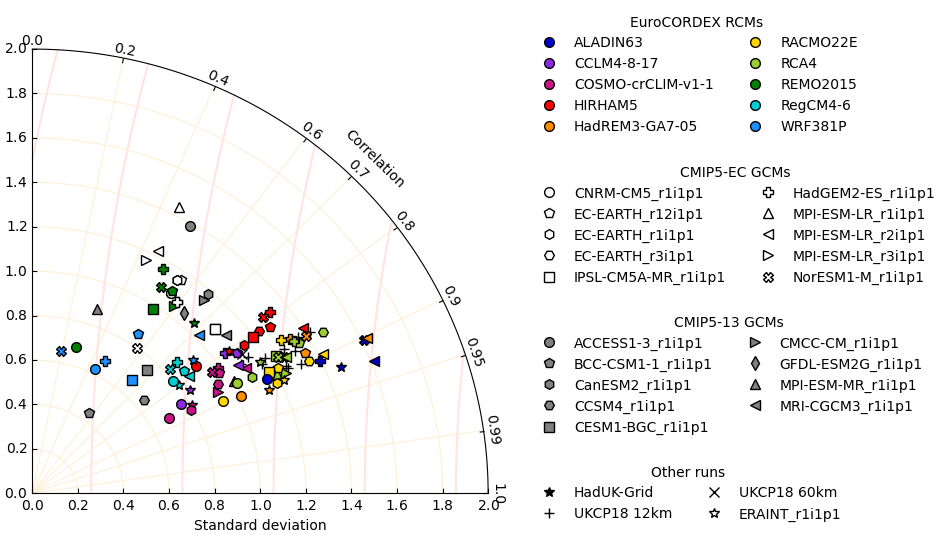 EuroCORDEX RCMs
ALADIN63
CCLM4-8-17
COSMO-crCLIM-v1-1
HIRHAM5
HadREM3-GA7-05
RACMO22E
RCA4
REMO2015
RegCM4-6
WRF381P
CMIP5-EC GCMs
CNRM-CM5_r1i1p1
EC-EARTH_r12i1p1
EC-EARTH_r1i1p1
EC-EARTH_r3i1p1
IPSL-CM5A-MR_r1i1p1
HadGEM2-ES_r1i1p1
MPI-ESM-LR_r1i1p1
MPI-ESM-LR_r2i1p1
MPI-ESM-LR_r3i1p1
NorESM1-M_r1i1p1
CMIP5-13 GCMs
ACCESS1-3_r1i1p1
BCC-CSM1-1_r1i1p1
CanESM2_r1i1p1
CCSM4_r1i1p1
CESM1-BGC_r1i1p1
CMCC-CM_r1i1p1
GFDL-ESM2G_r1i1p1
MPI-ESM-MR_r1i1p1
MRI-CGCM3_r1i1p1
Other runs
HadUK-Grid
UKCP18 12km
UKCP18 60km
ERAINT_r1i1p1
Correlation
0.0
0.2
0.4
0.6
0.7
0.8
0.9
0.95
0.99
1.0
2.0
1.8
1.6
1.4
1.2
1.0
0.8
0.6
0.4
0.2
0.0
0.0 0.2 0.4 0.6 0.8 1.0 1.2 1.4 1.6 1.8 2.0
Standard deviation